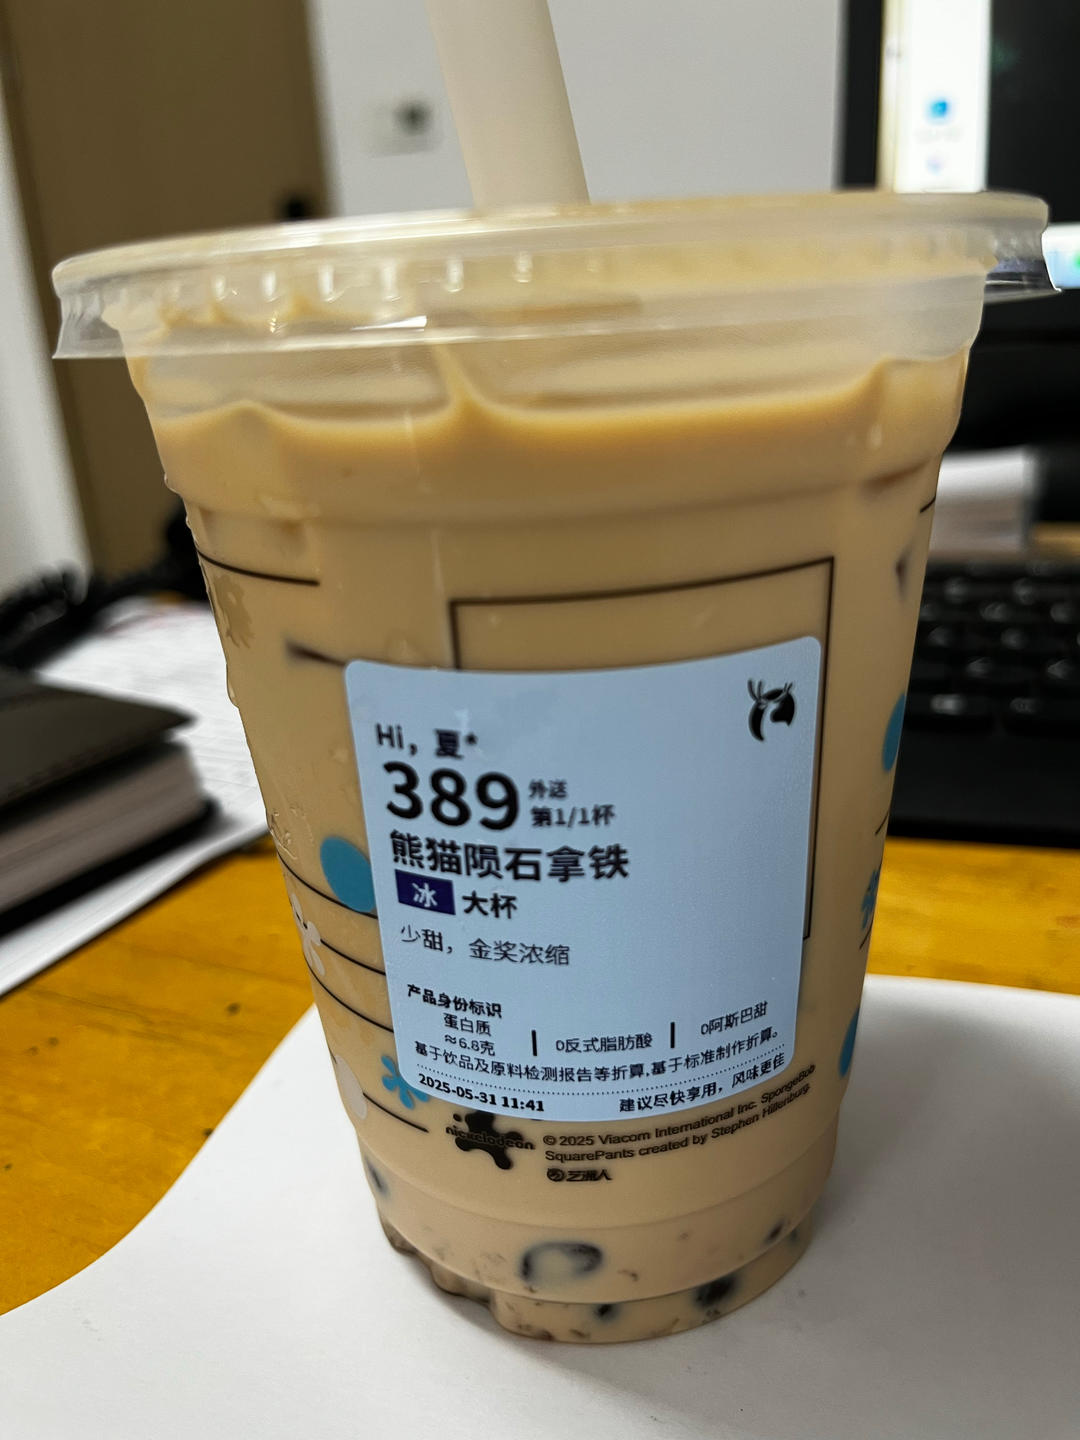 Hi，夏*
389 外送 第1/1杯
熊猫陨石拿铁
冰 大杯
少甜，金奖浓缩
产品身份标识
蛋白质 ≈6.8克 | 0反式脂肪酸 | 0阿斯巴甜
基于饮品及原料检测报告等折算,基于标准制作折算。
2025-05-31 11:41 建议尽快享用，风味更佳
nickelodeon
© 2025 Viacom International Inc. SpongeBob
SquarePants created by Stephen Hillenburg.
艺洲人